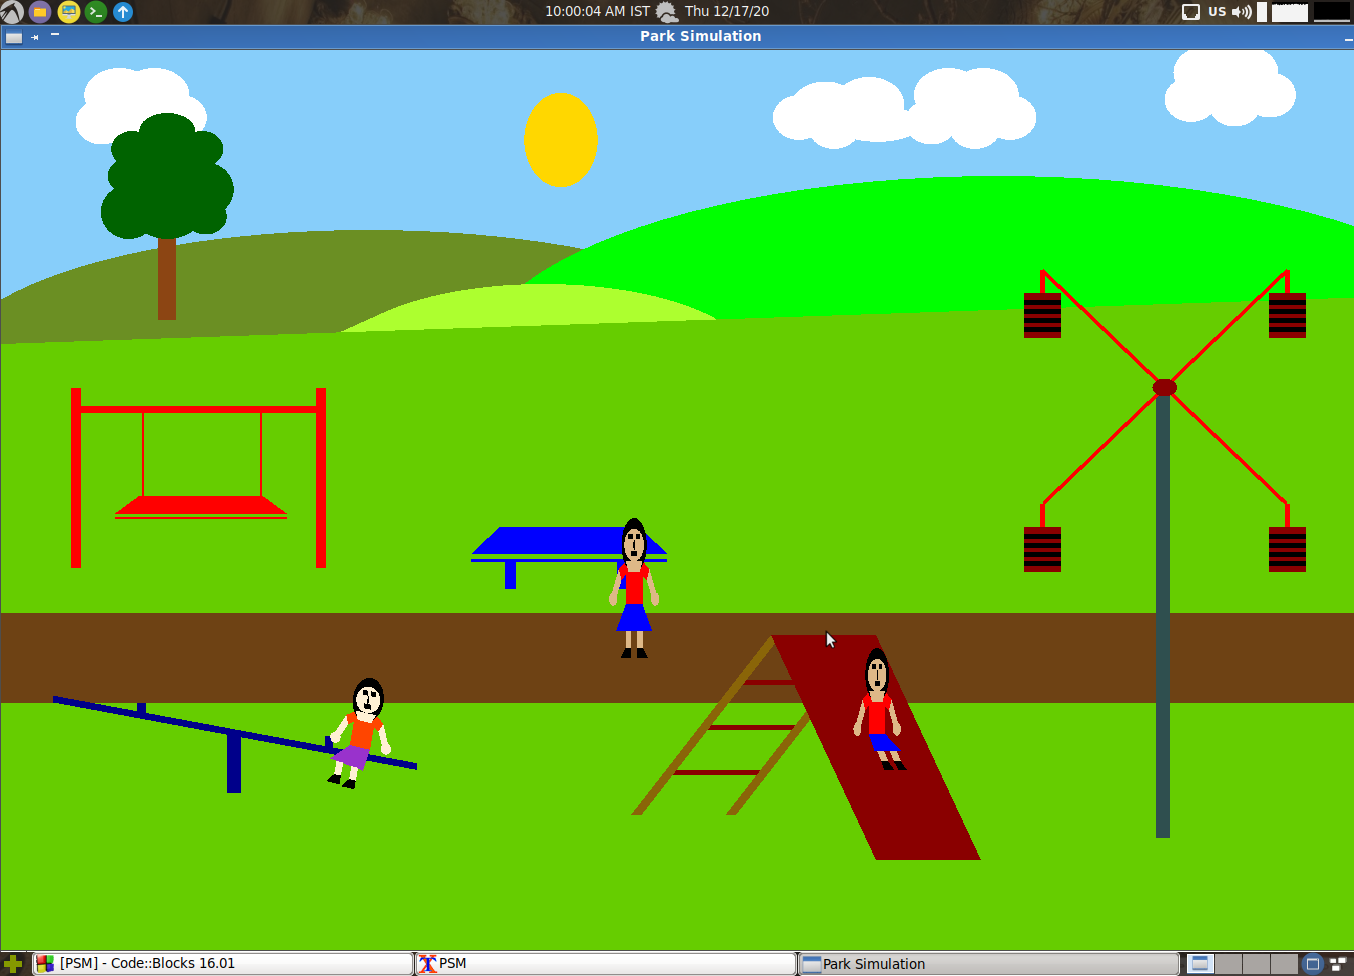 10:00:04 AM IST Thu 12/17/20 US
Park Simulation
[PSM] - Code::Blocks 16.01 PSM Park Simulation